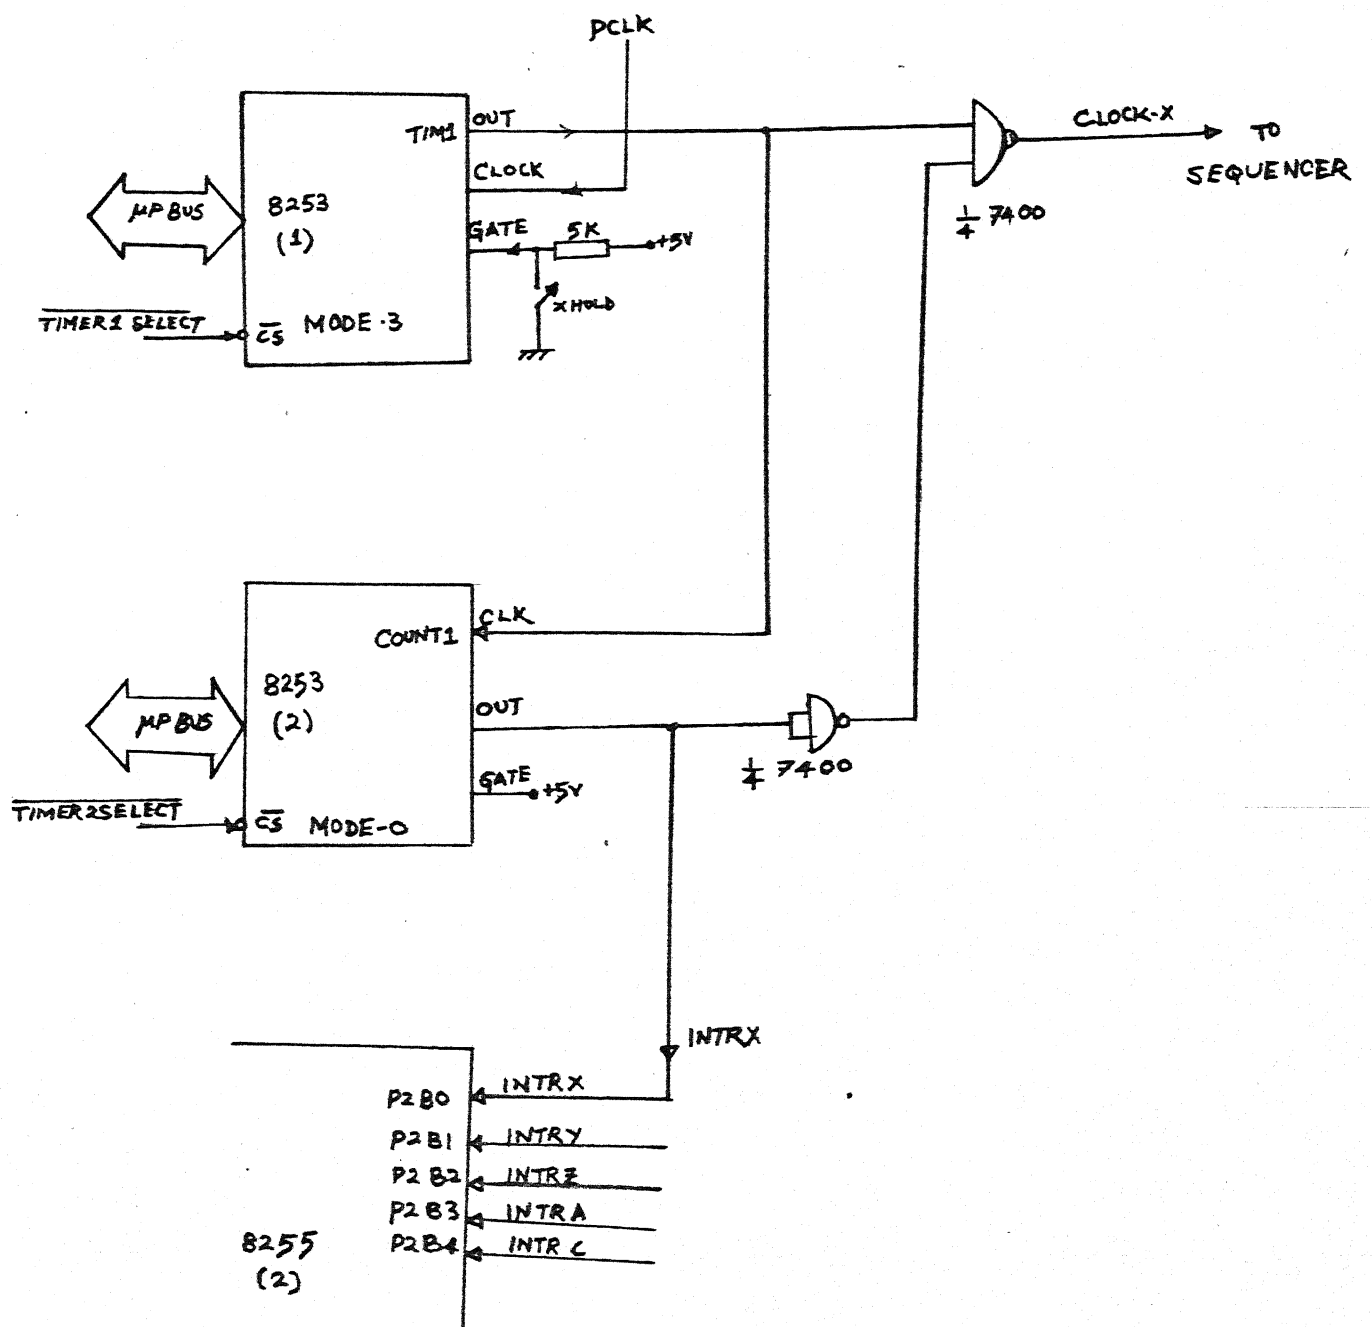 PCLK
OUT
TIM1
CLOCK
µP BUS
8253
(1)
GATE
5K
+5V
XHOLD
TIMER1 SELECT
CS
MODE-3
CLOCK-X
TO
SEQUENCER
1/4 7400
CLK
COUNT1
µP BUS
8253
(2)
OUT
1/4 7400
GATE
+5V
TIMER2SELECT
CS
MODE-0
INTRX
P2B0
INTRX
P2B1
INTRY
P2B2
INTRZ
P2B3
INTRA
P2B4
INTRC
8255
(2)